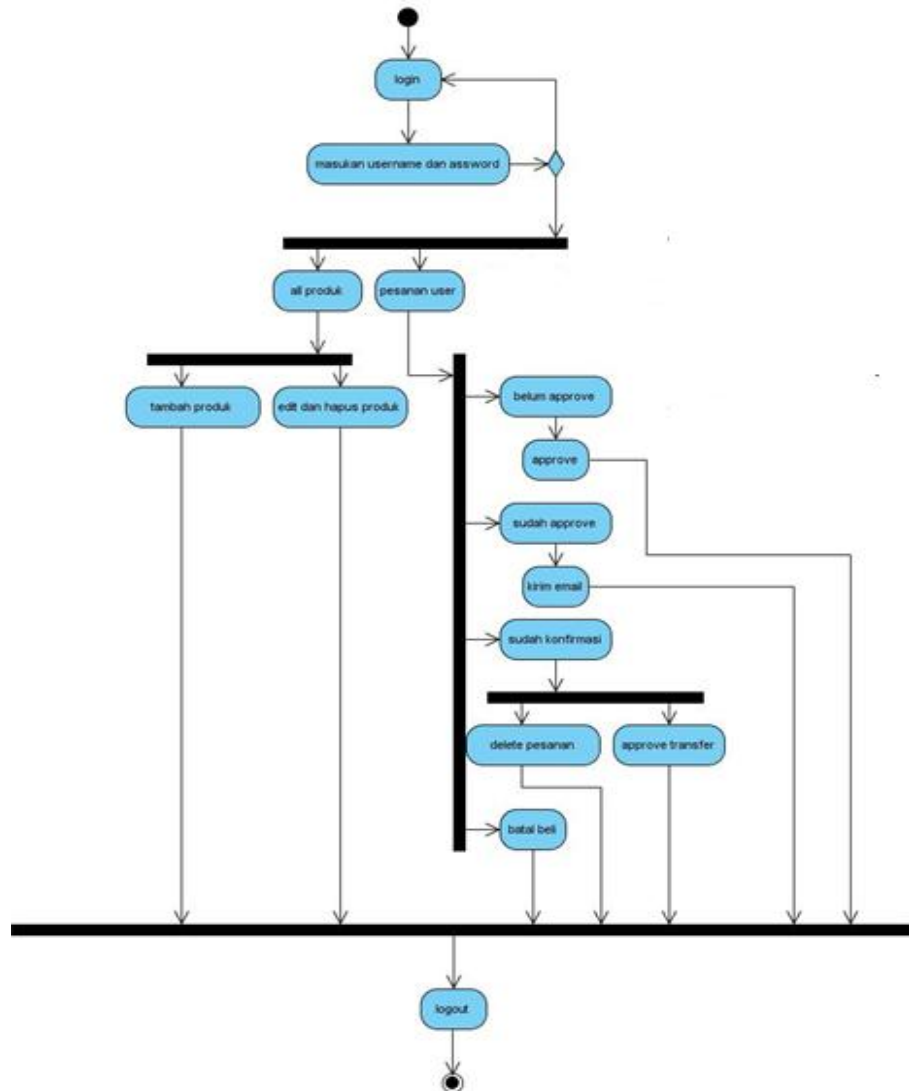 login
masukan username dan assword
all produk
pesanan user
tambah produk
edit dan hapus produk
belum approve
approve
sudah approve
kirim email
sudah konfirmasi
delete pesanan
approve transfer
batal beli
logout